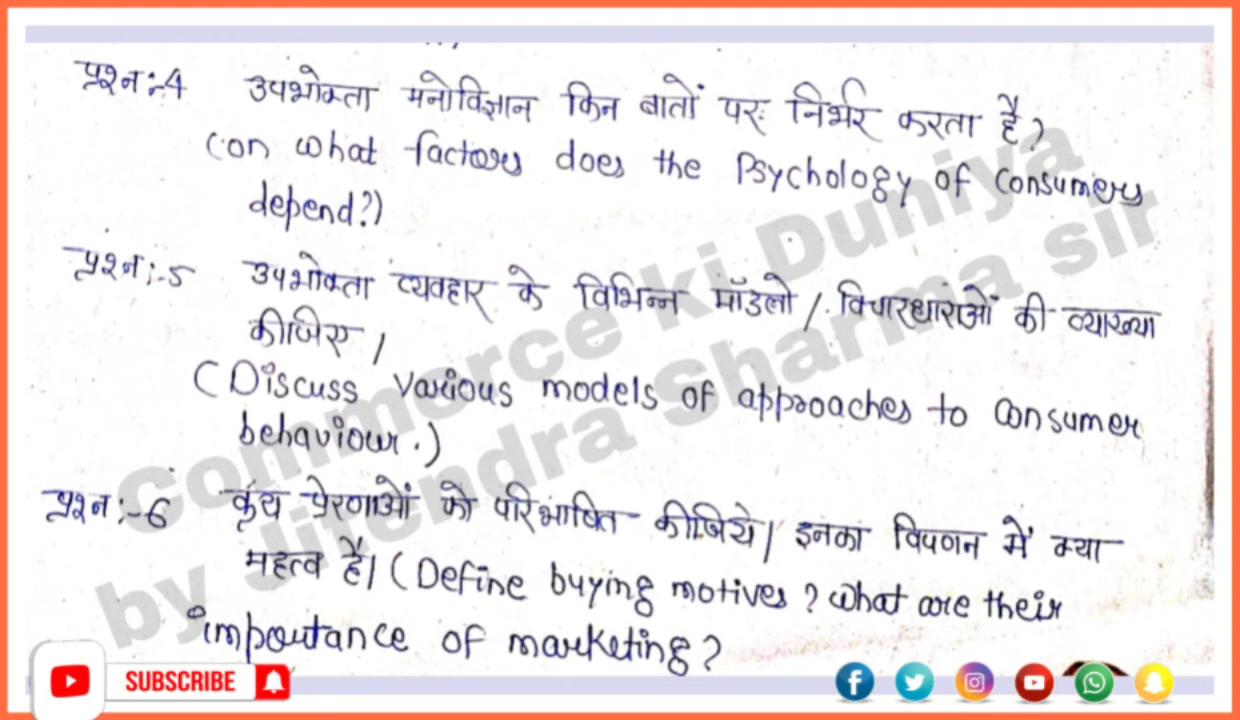 प्रश्न:-4 उपभोक्ता मनोविज्ञान किन बातों पर निर्भर करता है?
(on what factors does the Psychology of Consumers
depend?)
प्रश्न:-5 उपभोक्ता व्यवहार के विभिन्न मॉडलो / विचारधाराओं की व्याख्या
कीजिए /
(Discuss various models of approaches to Consumer
behaviour.)
प्रश्न:-6 कृय प्रेरणाओं को परिभाषित कीजिये / इनका विपणन में क्या
महत्व है। (Define buying motives ? What are their
importance of marketing ?
Commerce ki Duniya
by Jitendra Sharma sir
SUBSCRIBE